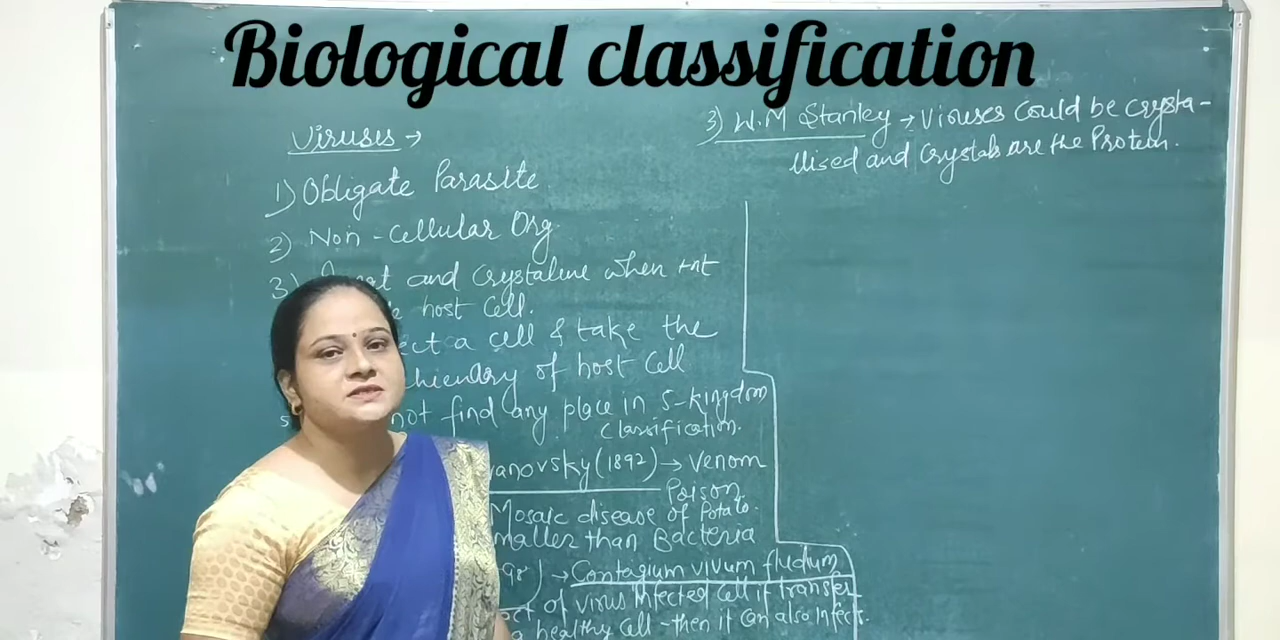 Biological classification
Viruses →
1) Obligate Parasite
2) Non-Cellular Org.
3) and Crystaline when
host Cell.
a cell & take the
of host Cell
not find any place in 5-Kingdom
classification.
(1892) → Venom
Poison
Mosaic disease of Potato.
than Bacteria
→ Contagium vivum fludium
of virus infected cell if transfer
a healthy cell - then it can also infect.
3) W.M Stanley → Viruses could be crysta-
llised and Crystals are the Protein.